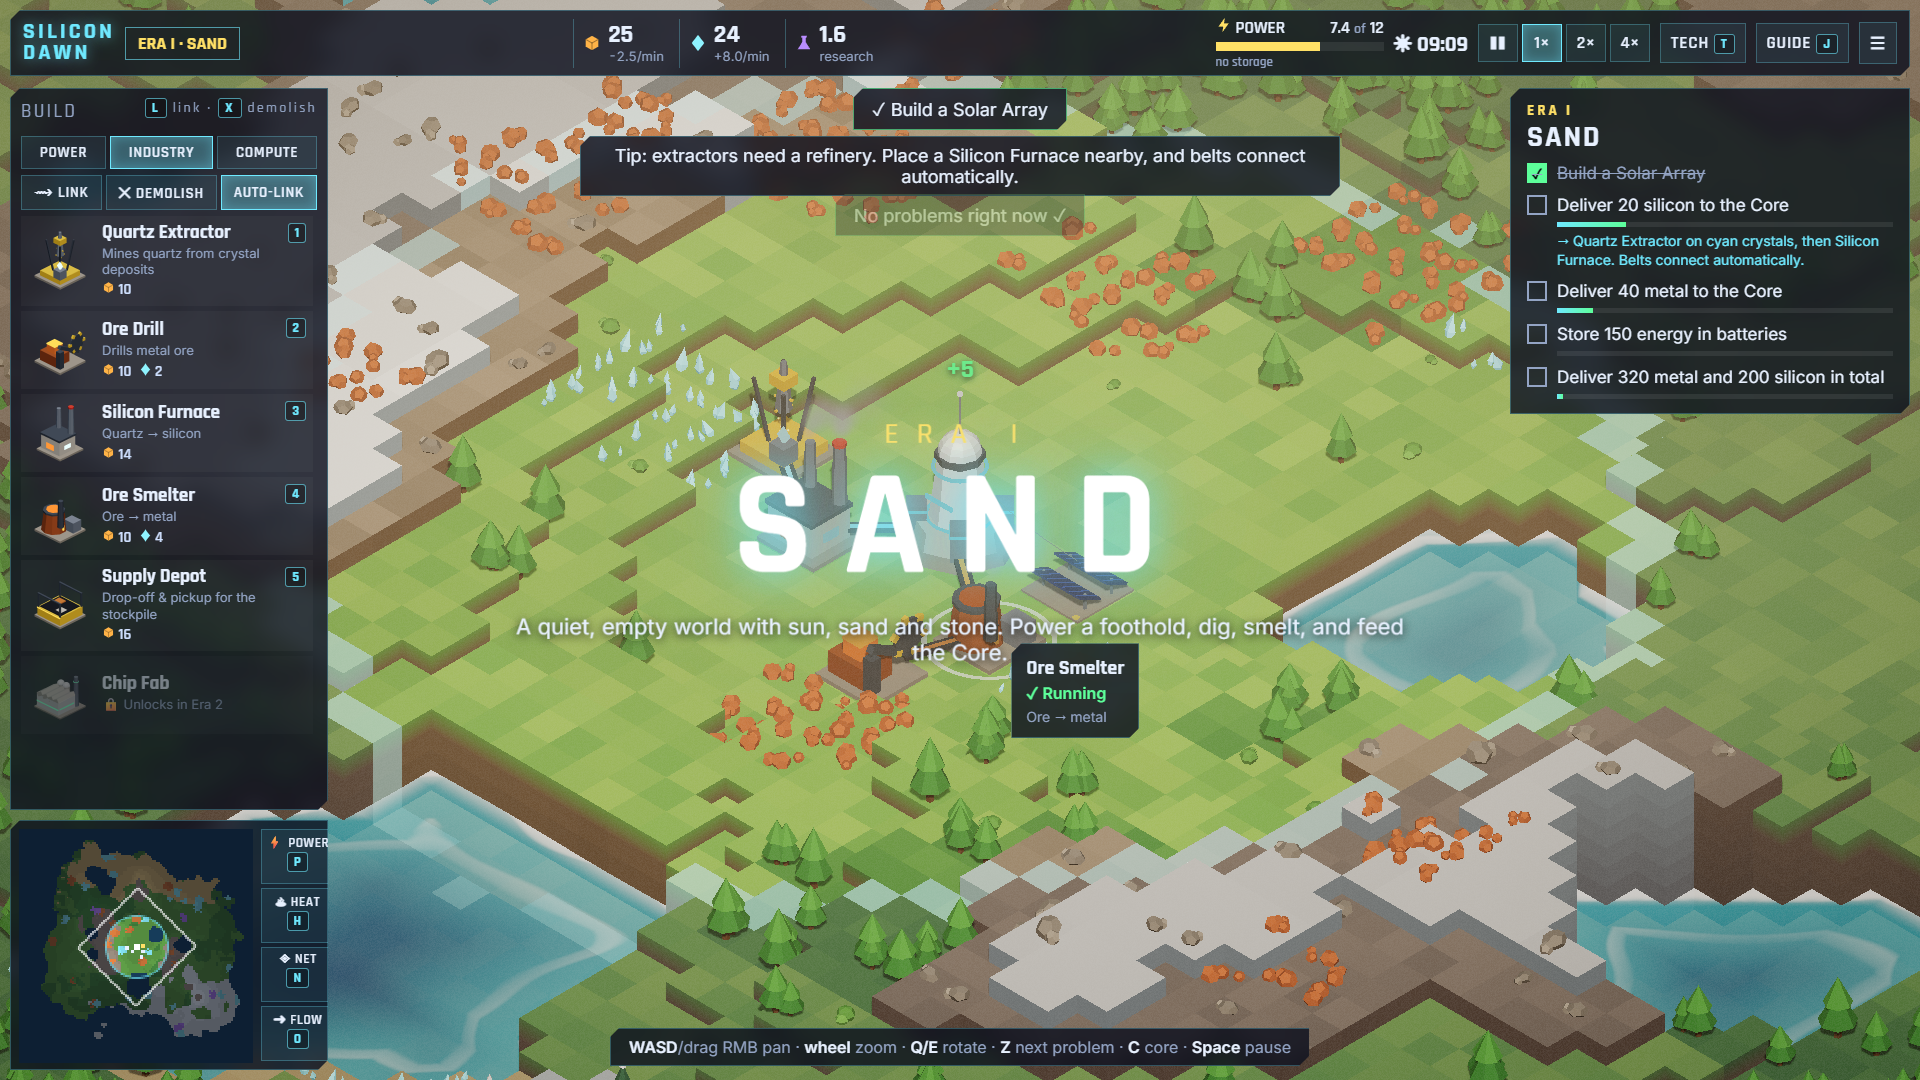 SILICON
DAWN
ERA I · SAND
25
-2.5/min
24
+8.0/min
1.6
research
POWER
7.4 of 12
no storage
09:09
1×
2×
4×
TECH T
GUIDE J
BUILD
L link · X demolish
POWER
INDUSTRY
COMPUTE
LINK
DEMOLISH
AUTO-LINK
Quartz Extractor
1
Mines quartz from crystal
deposits
10
Ore Drill
2
Drills metal ore
10 2
Silicon Furnace
3
Quartz → silicon
14
Ore Smelter
4
Ore → metal
10 4
Supply Depot
5
Drop-off & pickup for the
stockpile
16
Chip Fab
Unlocks in Era 2
✓ Build a Solar Array
Tip: extractors need a refinery. Place a Silicon Furnace nearby, and belts connect
automatically.
No problems right now ✓
+5
ERA I
SAND
A quiet, empty world with sun, sand and stone. Power a foothold, dig, smelt, and feed
the Core.
Ore Smelter
✓ Running
Ore → metal
ERA I
SAND
Build a Solar Array
Deliver 20 silicon to the Core
→ Quartz Extractor on cyan crystals, then Silicon
Furnace. Belts connect automatically.
Deliver 40 metal to the Core
Store 150 energy in batteries
Deliver 320 metal and 200 silicon in total
POWER
P
HEAT
H
NET
N
FLOW
O
WASD/drag RMB pan · wheel zoom · Q/E rotate · Z next problem · C core · Space pause